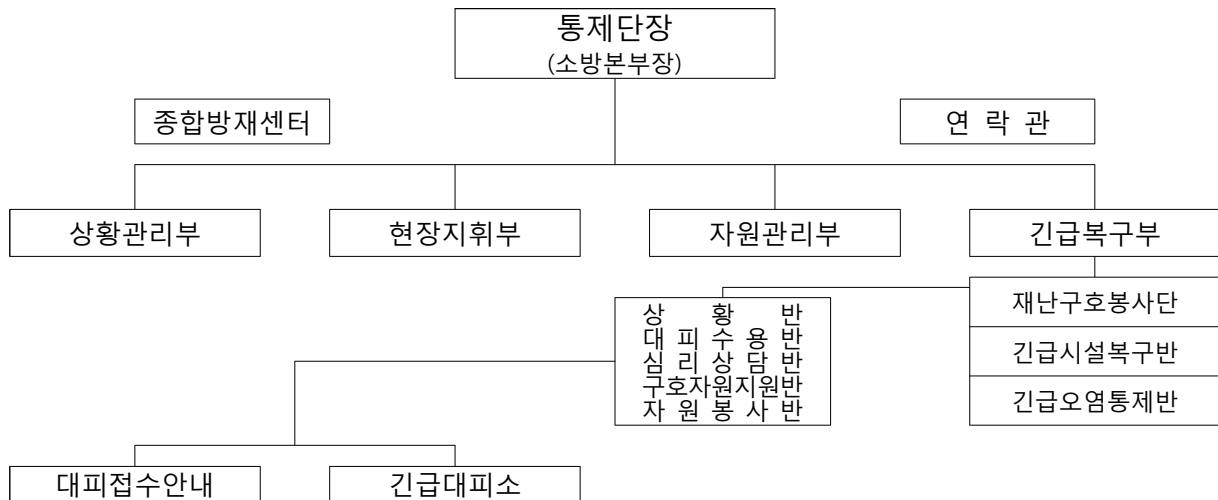 통제단장
(소방본부장)
종합방재센터
연 락 관
상황관리부
현장지휘부
자원관리부
긴급복구부
상 황 반
대 피 수 용 반
심 리 상 담 반
구호자원지원반
자 원 봉 사 반
재난구호봉사단
긴급시설복구반
긴급오염통제반
대피접수안내
긴급대피소